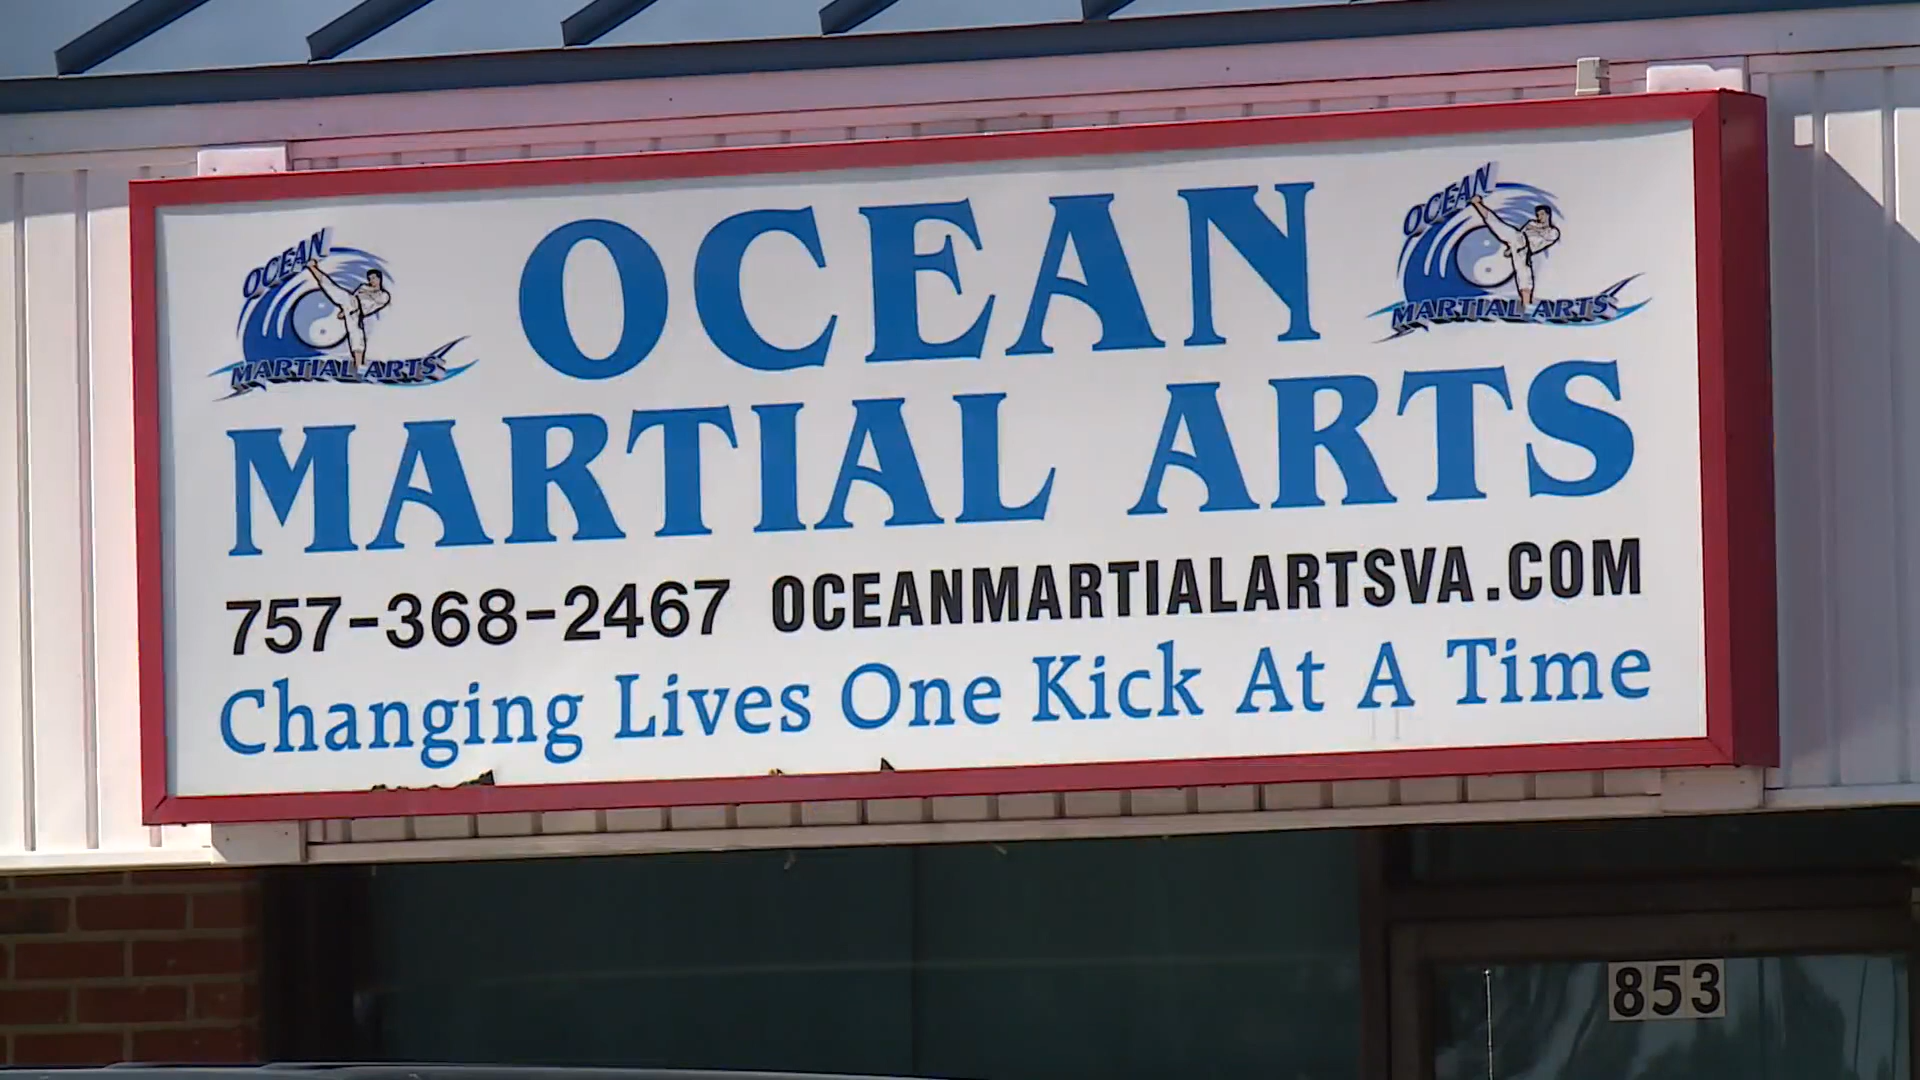 OCEAN
MARTIAL ARTS
OCEAN
MARTIAL ARTS
OCEAN
MARTIAL ARTS
757-368-2467 OCEANMARTIALARTSVA.COM
Changing Lives One Kick At A Time
853